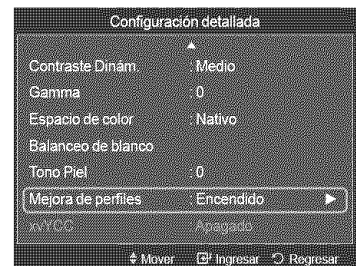 Configuración detallada
Contraste Dinám. : Medio
Gamma : 0
Espacio de color : Nativo
Balanceo de blanco
Tono Piel : 0
Mejora de perfiles : Encendido
xvYCC : Apagado
Mover Ingresar Regresar